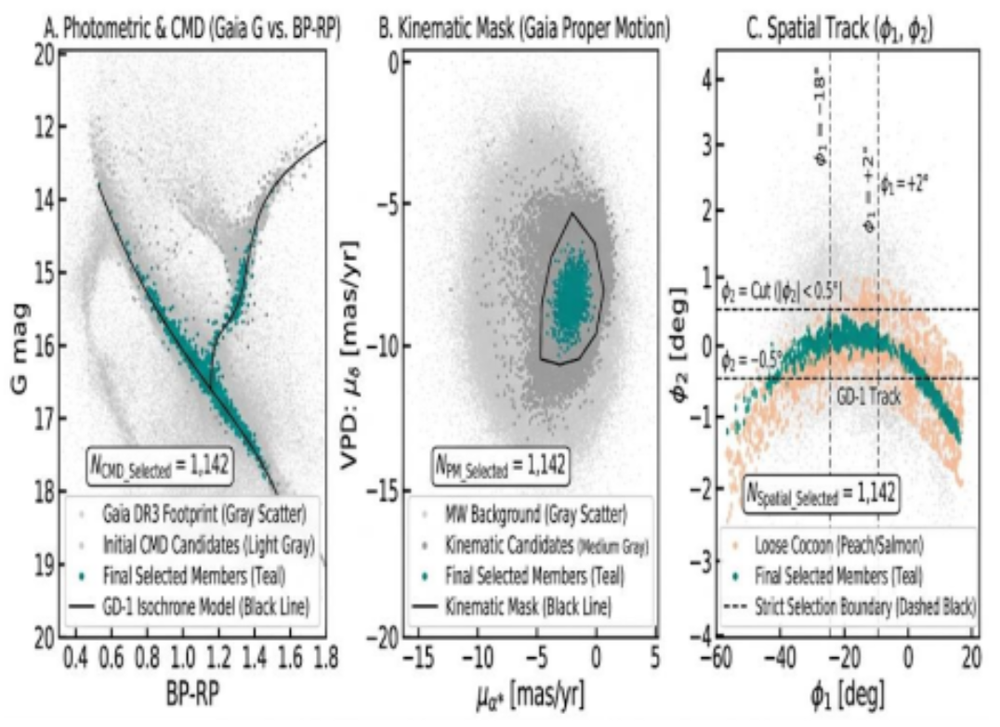 A. Photometric & CMD (Gaia G vs. BP-RP)
20
12
14
15
16
17
18
19
20
G mag
N_CMD_Selected = 1,142
Gaia DR3 Footprint (Gray Scatter)
Initial CMD Candidates (Light Gray)
Final Selected Members (Teal)
GD-1 Isochrone Model (Black Line)
0.4 0.6 0.8 1.0 1.2 1.4 1.6 1.8
BP-RP
B. Kinematic Mask (Gaia Proper Motion)
0
−5
−10
−15
−20
VPD: μδ [mas/yr]
N_PM_Selected = 1,142
MW Background (Gray Scatter)
Kinematic Candidates (Medium Gray)
Final Selected Members (Teal)
Kinematic Mask (Black Line)
−15 −10 −5 0 5
μα* [mas/yr]
C. Spatial Track (ϕ₁, ϕ₂)
4
3
2
1
0
−1
−2
−3
−4
ϕ₂ [deg]
ϕ₁ = −18°
ϕ₁ = +2°
ϕ₁ = +2°
ϕ₂ = Cut (|ϕ₂| < 0.5°|
ϕ₂ = −0.5°
GD-1 Track
N_Spatial_Selected = 1,142
Loose Cocoon (Peach/Salmon)
Final Selected Members (Teal)
Strict Selection Boundary (Dashed Black)
−60 −40 −20 0 20
ϕ₁ [deg]